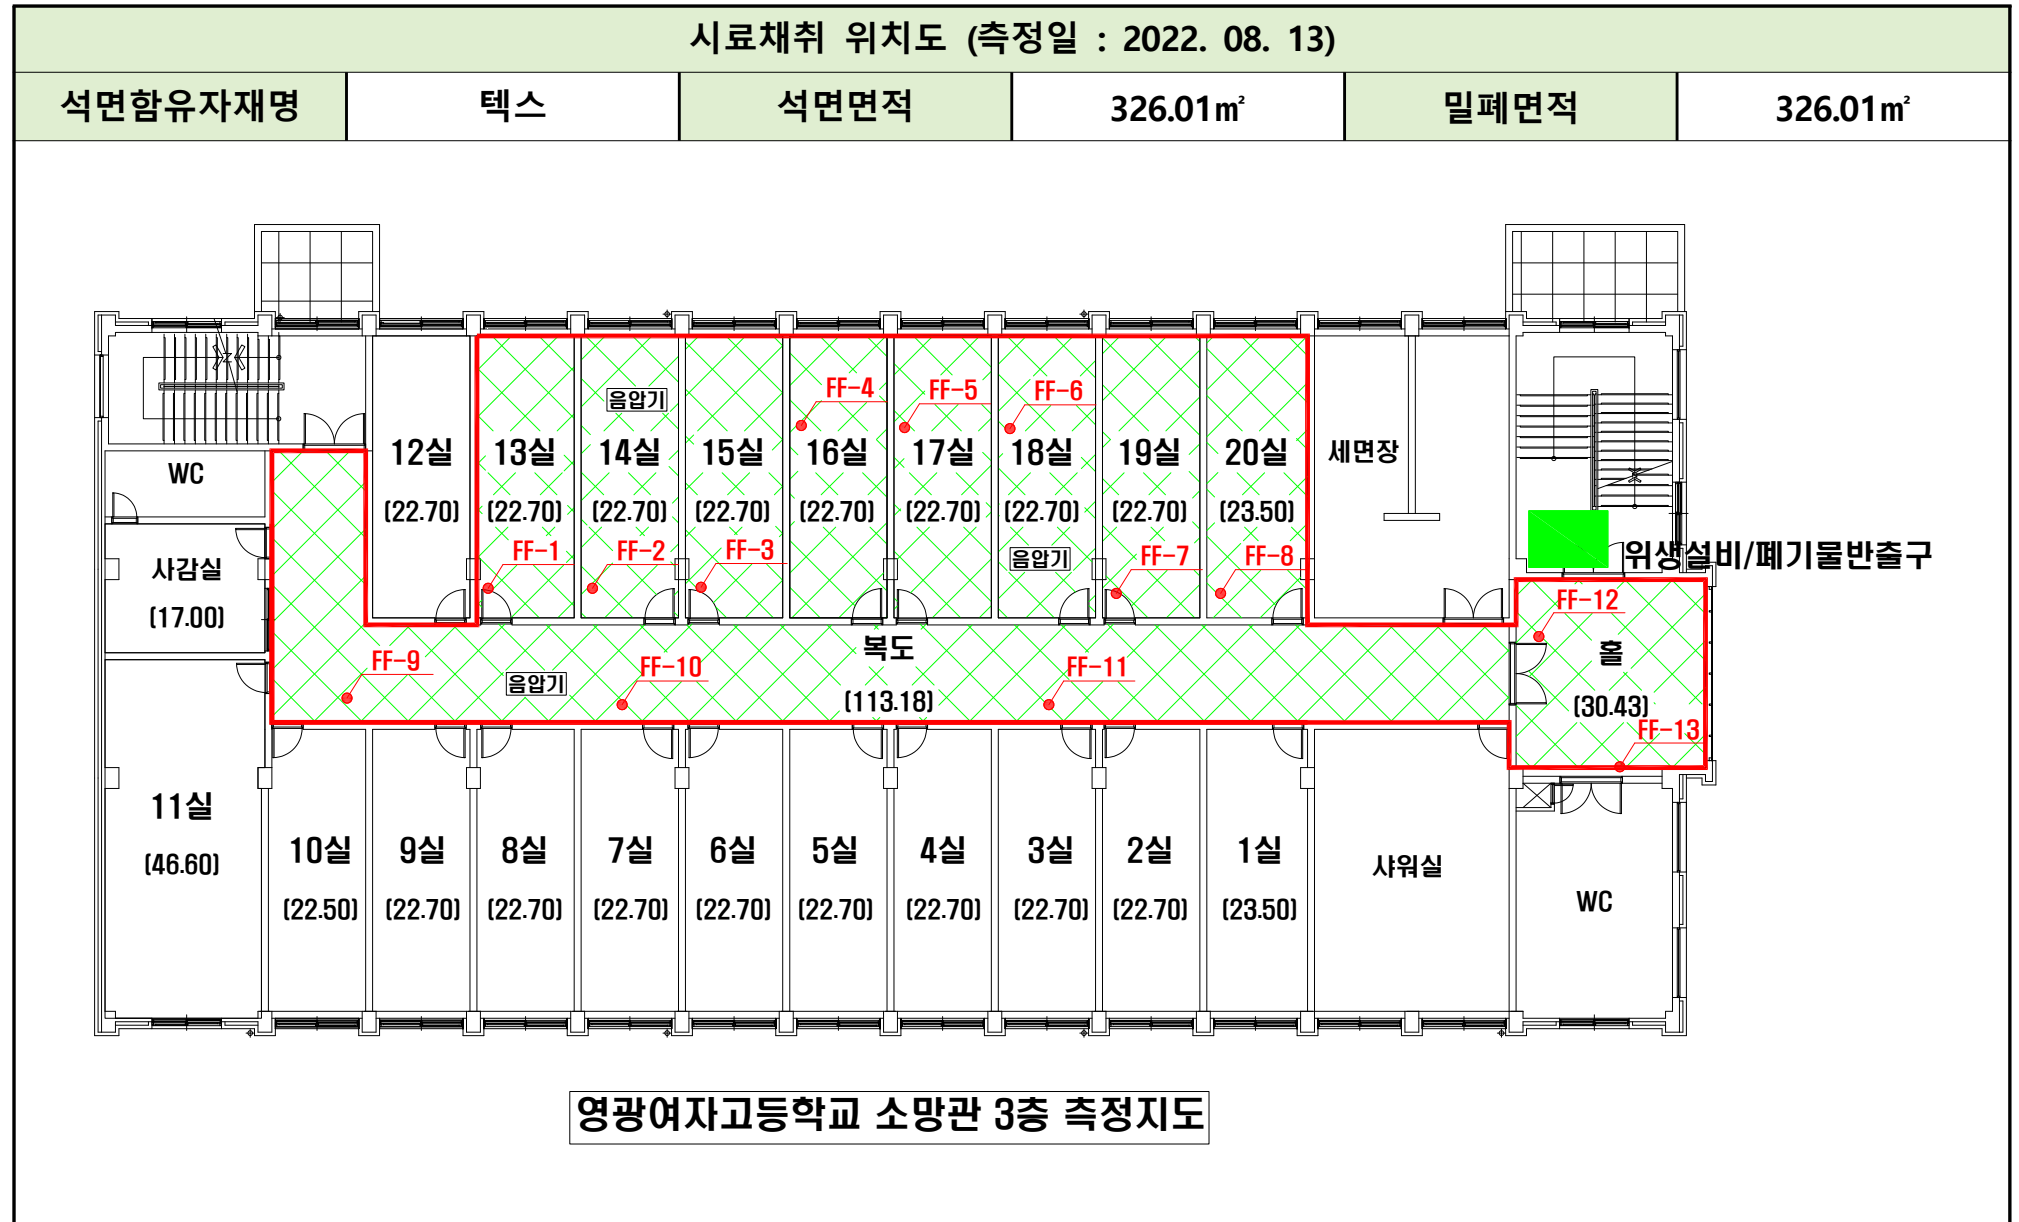 시료채취 위치도 (측정일 : 2022. 08. 13)
석면함유자재명 텍스 석면면적 326.01㎡ 밀폐면적 326.01㎡
FF-4 FF-5 FF-6
음압기
12실 13실 14실 15실 16실 17실 18실 19실 20실 세면장
WC
(22.70) (22.70) (22.70) (22.70) (22.70) (22.70) (22.70) (22.70) (23.50)
FF-1 FF-2 FF-3 음압기 FF-7 FF-8 위생설비/폐기물반출구
사감실
(17.00)
FF-12
복도 홀
FF-9 음압기 FF-10 FF-11
(113.18) (30.43)
FF-13
11실
(46.60)
10실 9실 8실 7실 6실 5실 4실 3실 2실 1실 샤워실
(22.50) (22.70) (22.70) (22.70) (22.70) (22.70) (22.70) (22.70) (22.70) (23.50) WC
영광여자고등학교 소망관 3층 측정지도